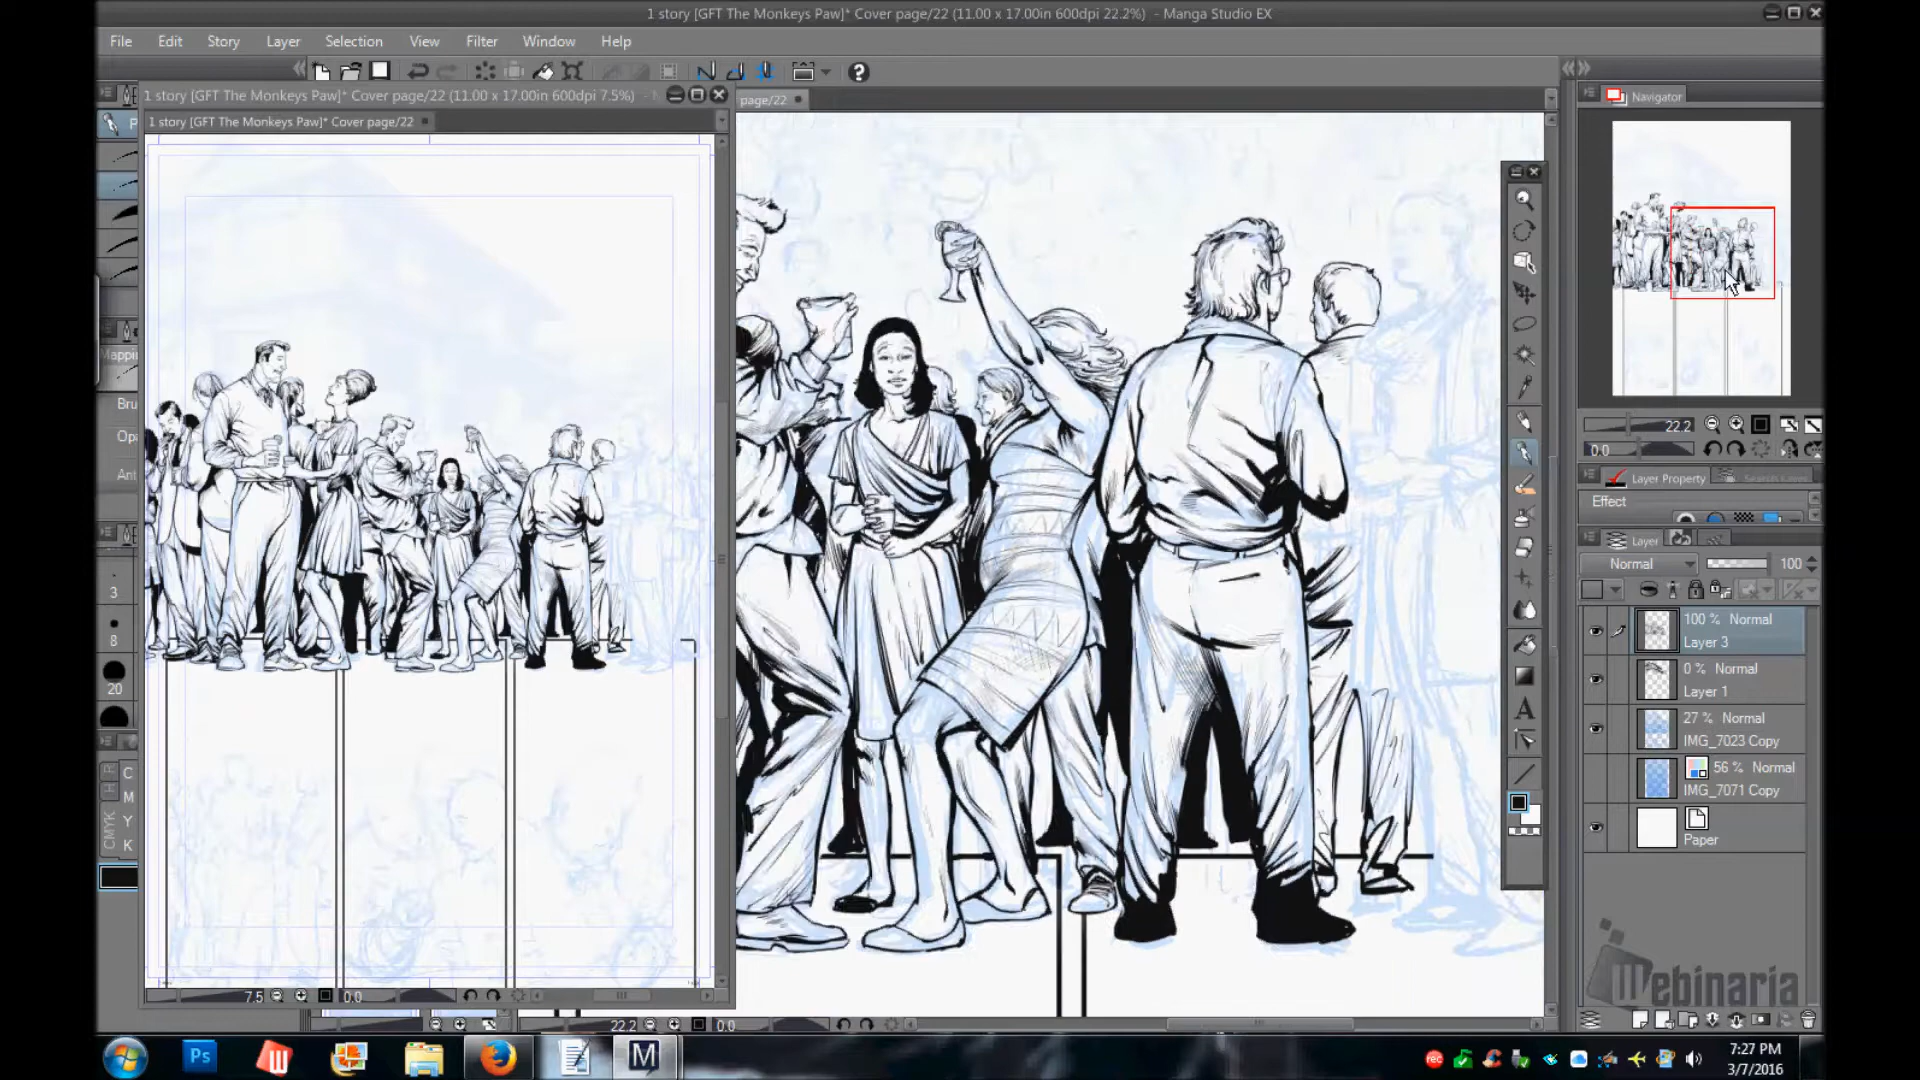 1 story [GFT The Monkeys Paw]* Cover page/22 (11.00 x 17.00in 600dpi 22.2%) - Manga Studio EX
File Edit Story Layer Selection View Filter Window Help
1 story [GFT The Monkeys Paw]* Cover page/22 (11.00 x 17.00in 600dpi 7.5%)
page/22
Navigator
1 story [GFT The Monkeys Paw]* Cover page/22
P
Mappin
Bru
Opa
Ant
3
8
20
C
M
Y
K
CMYK
22.2
0.0
Layer Property
Effect
Layer
Normal 100
100 % Normal
Layer 3
0 % Normal
Layer 1
27 % Normal
IMG_7023 Copy
56 % Normal
IMG_7071 Copy
Paper
A
Webinaria
7.5 0.0
22.2 0.0
Ps
M
rec
7:27 PM
3/7/2016